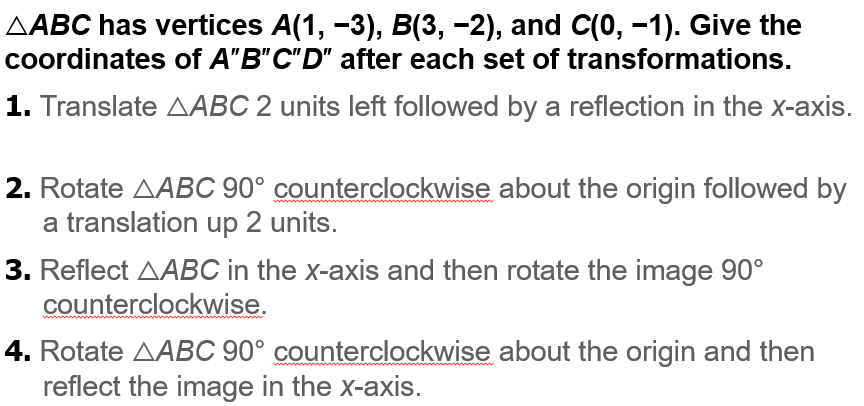 △ABC has vertices A(1, −3), B(3, −2), and C(0, −1). Give the
coordinates of A″B″C″D″ after each set of transformations.
1. Translate △ABC 2 units left followed by a reflection in the x-axis.
2. Rotate △ABC 90° counterclockwise about the origin followed by
a translation up 2 units.
3. Reflect △ABC in the x-axis and then rotate the image 90°
counterclockwise.
4. Rotate △ABC 90° counterclockwise about the origin and then
reflect the image in the x-axis.